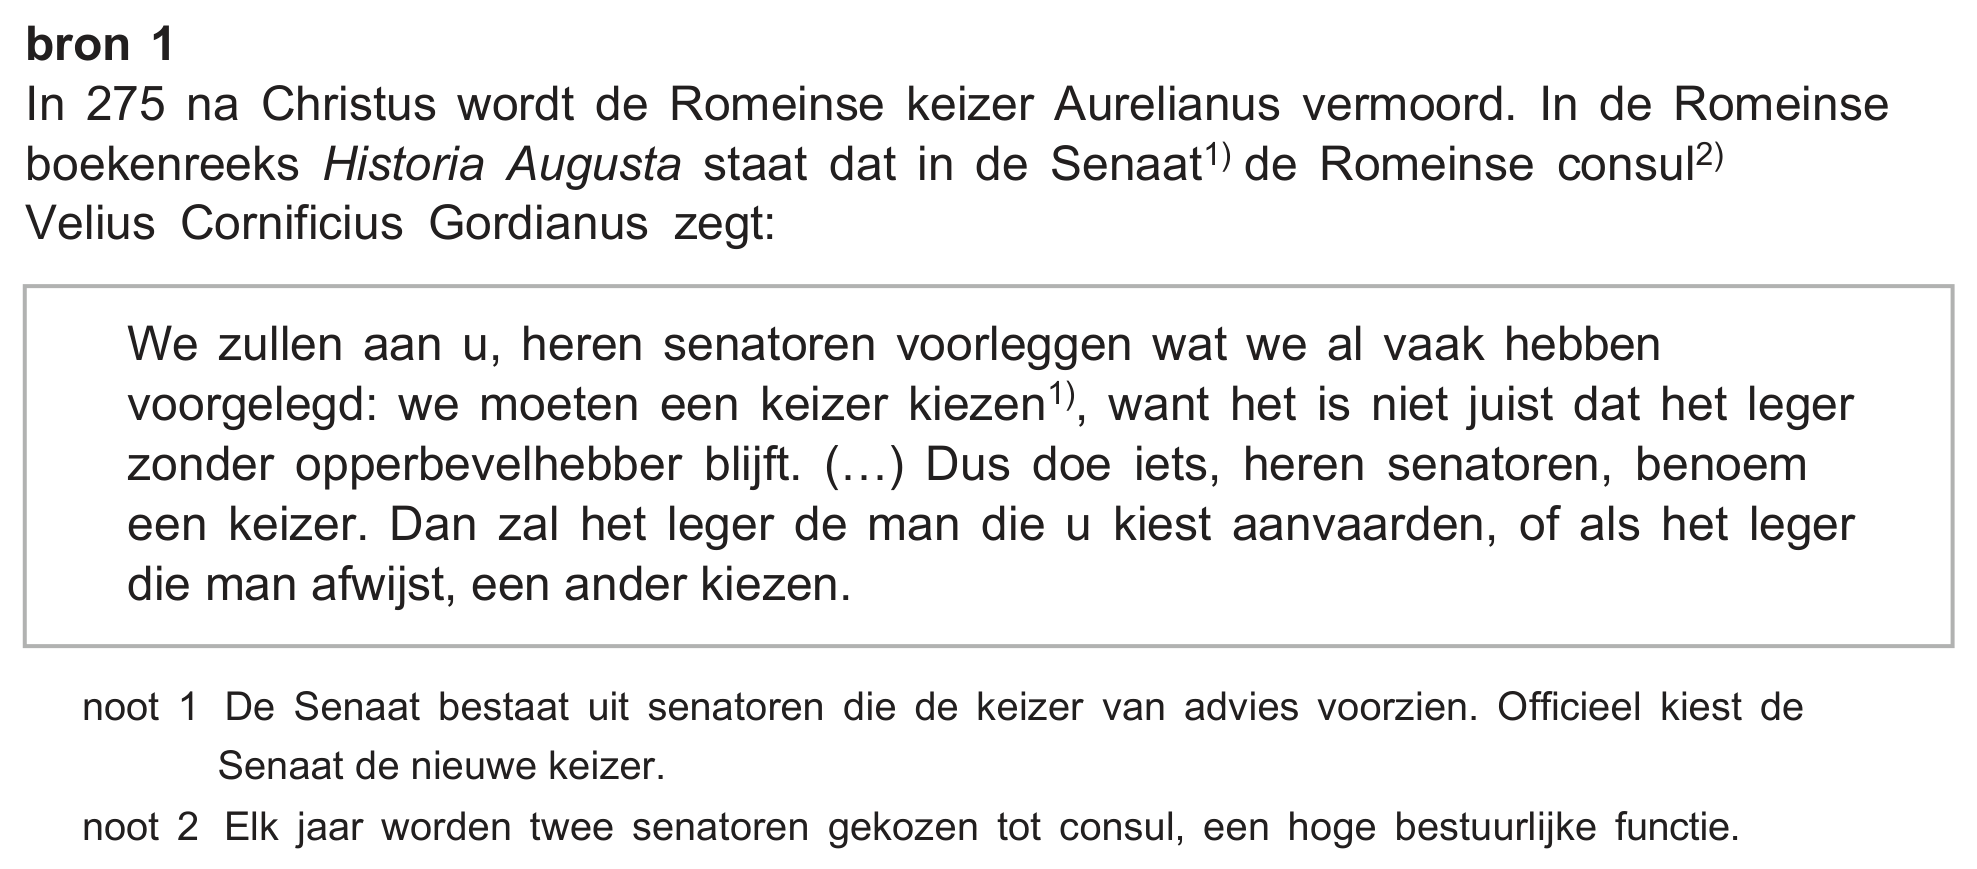 bron 1
In 275 na Christus wordt de Romeinse keizer Aurelianus vermoord. In de Romeinse
boekenreeks Historia Augusta staat dat in de Senaat1) de Romeinse consul2)
Velius Cornificius Gordianus zegt:
We zullen aan u, heren senatoren voorleggen wat we al vaak hebben
voorgelegd: we moeten een keizer kiezen1), want het is niet juist dat het leger
zonder opperbevelhebber blijft. (…) Dus doe iets, heren senatoren, benoem
een keizer. Dan zal het leger de man die u kiest aanvaarden, of als het leger
die man afwijst, een ander kiezen.
noot 1 De Senaat bestaat uit senatoren die de keizer van advies voorzien. Officieel kiest de
Senaat de nieuwe keizer.
noot 2 Elk jaar worden twee senatoren gekozen tot consul, een hoge bestuurlijke functie.